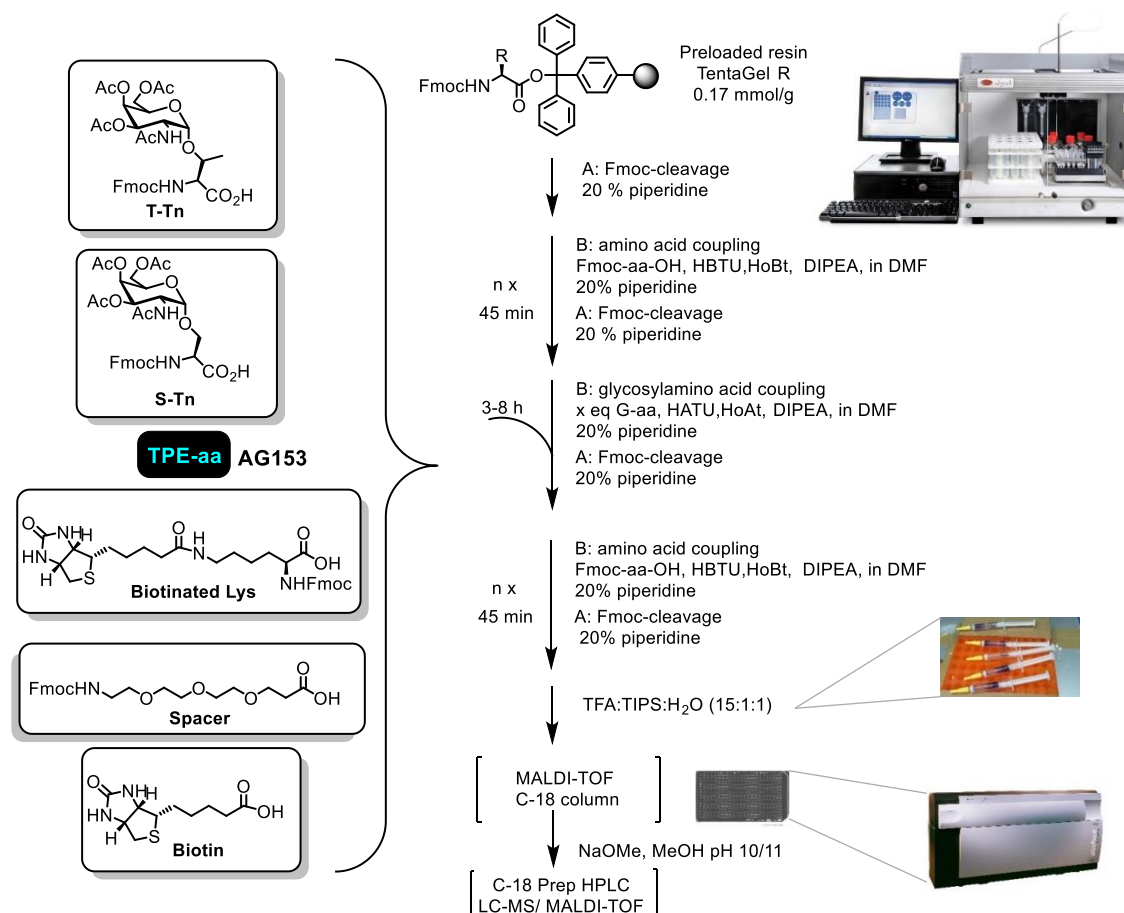 AcO
OAc
O
AcO
AcNH
O
FmocHN
CO2H
T-Tn
AcO
OAc
O
AcO
AcNH
O
FmocHN
CO2H
S-Tn
TPE-aa AG153
O
NH
H
HN
H
S
O
H
N
O
OH
NHFmoc
Biotinated Lys
FmocHN
O
O
O
O
OH
Spacer
O
NH
H
HN
H
S
O
OH
Biotin
R
FmocHN
O
O
Preloaded resin
TentaGel R
0.17 mmol/g
A: Fmoc-cleavage
20 % piperidine
n x
45 min
B: amino acid coupling
Fmoc-aa-OH, HBTU,HoBt, DIPEA, in DMF
20% piperidine
A: Fmoc-cleavage
20 % piperidine
3-8 h
B: glycosylamino acid coupling
x eq G-aa, HATU,HoAt, DIPEA, in DMF
20% piperidine
A: Fmoc-cleavage
20% piperidine
n x
45 min
B: amino acid coupling
Fmoc-aa-OH, HBTU,HoBt, DIPEA, in DMF
20% piperidine
A: Fmoc-cleavage
20% piperidine
TFA:TIPS:H2O (15:1:1)
MALDI-TOF
C-18 column
NaOMe, MeOH pH 10/11
C-18 Prep HPLC
LC-MS/ MALDI-TOF